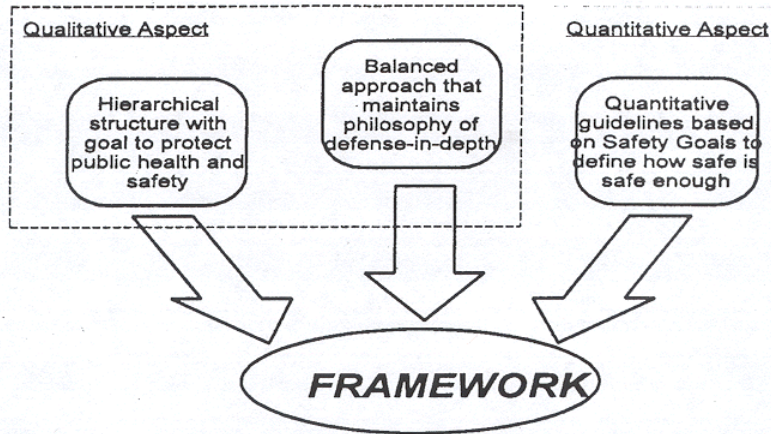 Qualitative Aspect
Hierarchical
structure with
goal to protect
public health and
safety
Balanced
approach that
maintains
philosophy of
defense-in-depth
Quantitative Aspect
Quantitative
guidelines based
on Safety Goals to
define how safe is
safe enough
FRAMEWORK